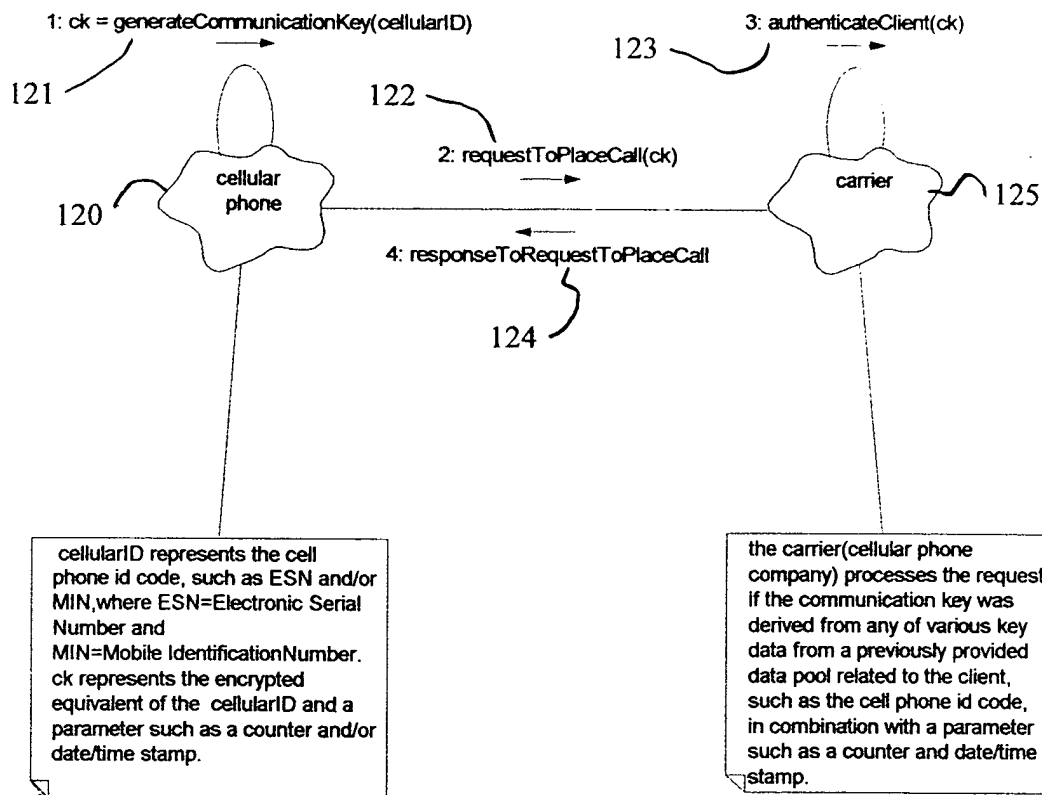 1: ck = generateCommunicationKey(cellularID)
3: authenticateClient(ck)
121
123
122
2: requestToPlaceCall(ck)
cellular
phone
carrier
120
125
4: responseToRequestToPlaceCall
124
cellularID represents the cell
phone id code, such as ESN and/or
MIN,where ESN=Electronic Serial
Number and
MIN=Mobile IdentificationNumber.
ck represents the encrypted
equivalent of the cellularID and a
parameter such as a counter and/or
date/time stamp.
the carrier(cellular phone
company) processes the request
if the communication key was
derived from any of various key
data from a previously provided
data pool related to the client,
such as the cell phone id code,
in combination with a parameter
such as a counter and date/time
stamp.